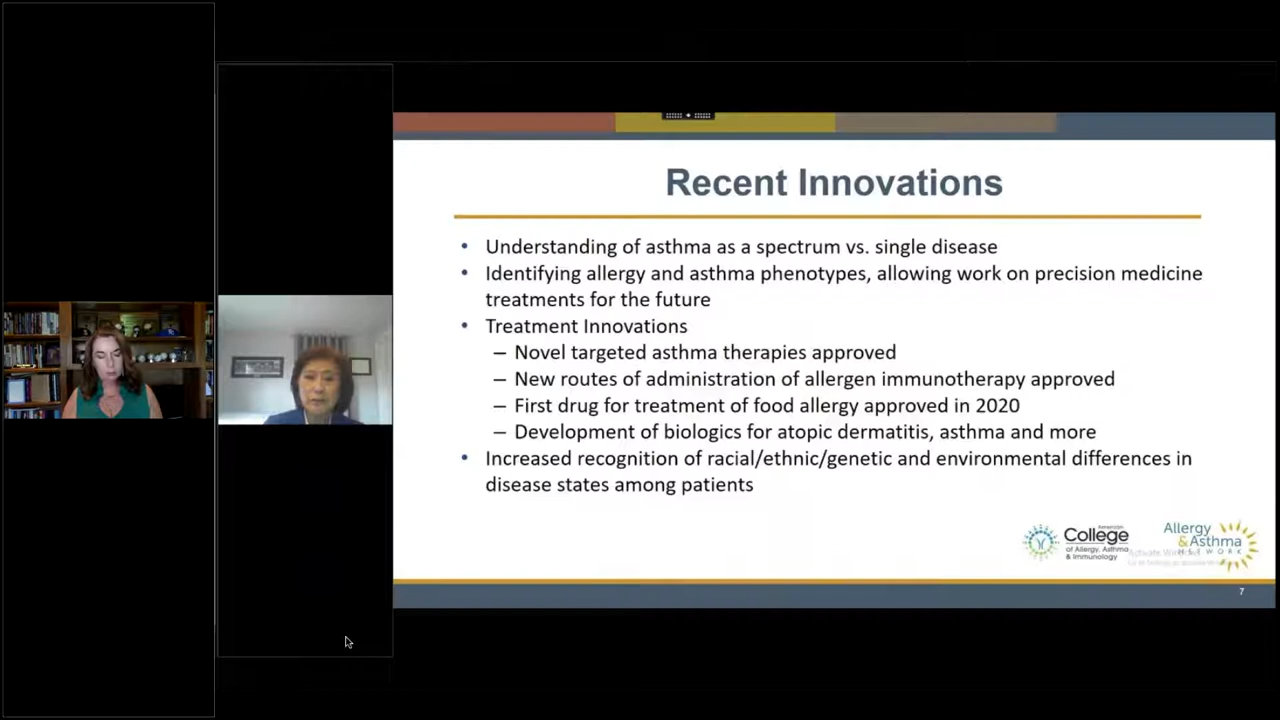 Recent Innovations
• Understanding of asthma as a spectrum vs. single disease
• Identifying allergy and asthma phenotypes, allowing work on precision medicine
treatments for the future
• Treatment Innovations
– Novel targeted asthma therapies approved
– New routes of administration of allergen immunotherapy approved
– First drug for treatment of food allergy approved in 2020
– Development of biologics for atopic dermatitis, asthma and more
• Increased recognition of racial/ethnic/genetic and environmental differences in
disease states among patients
American
College
of Allergy, Asthma
& Immunology
Allergy
& Asthma
NETWORK
Activate Windows
7